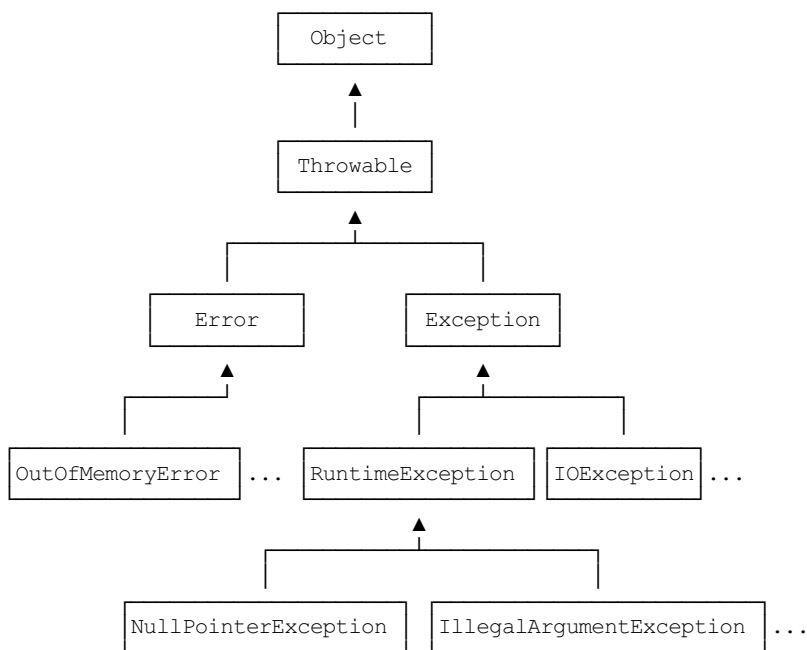 Object
Throwable
Error Exception
OutOfMemoryError ... RuntimeException IOException ...
NullPointerException IllegalArgumentException ...